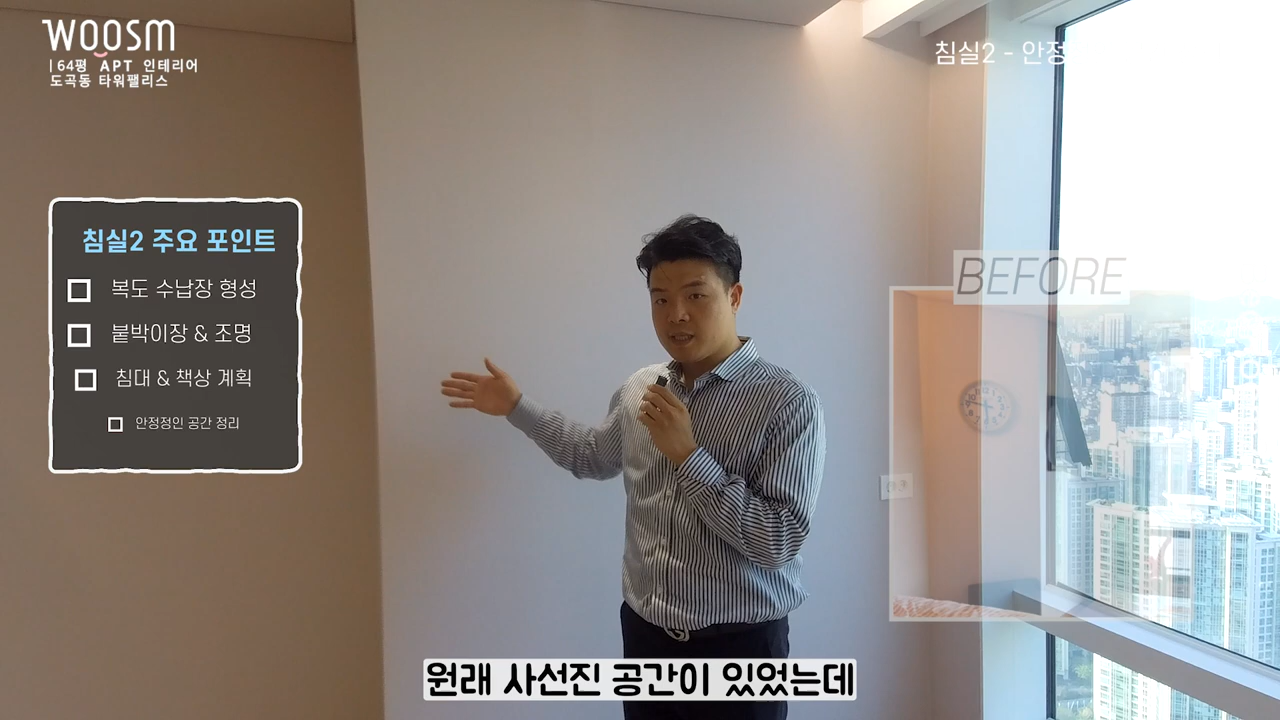 WOOSM
| 64평 APT 인테리어
도곡동 타워팰리스
침실2 - 안정
침실2 주요 포인트
복도 수납장 형성
붙박이장 & 조명
침대 & 책상 계획
안정정인 공간 정리
BEFORE
원래 사선진 공간이 있었는데